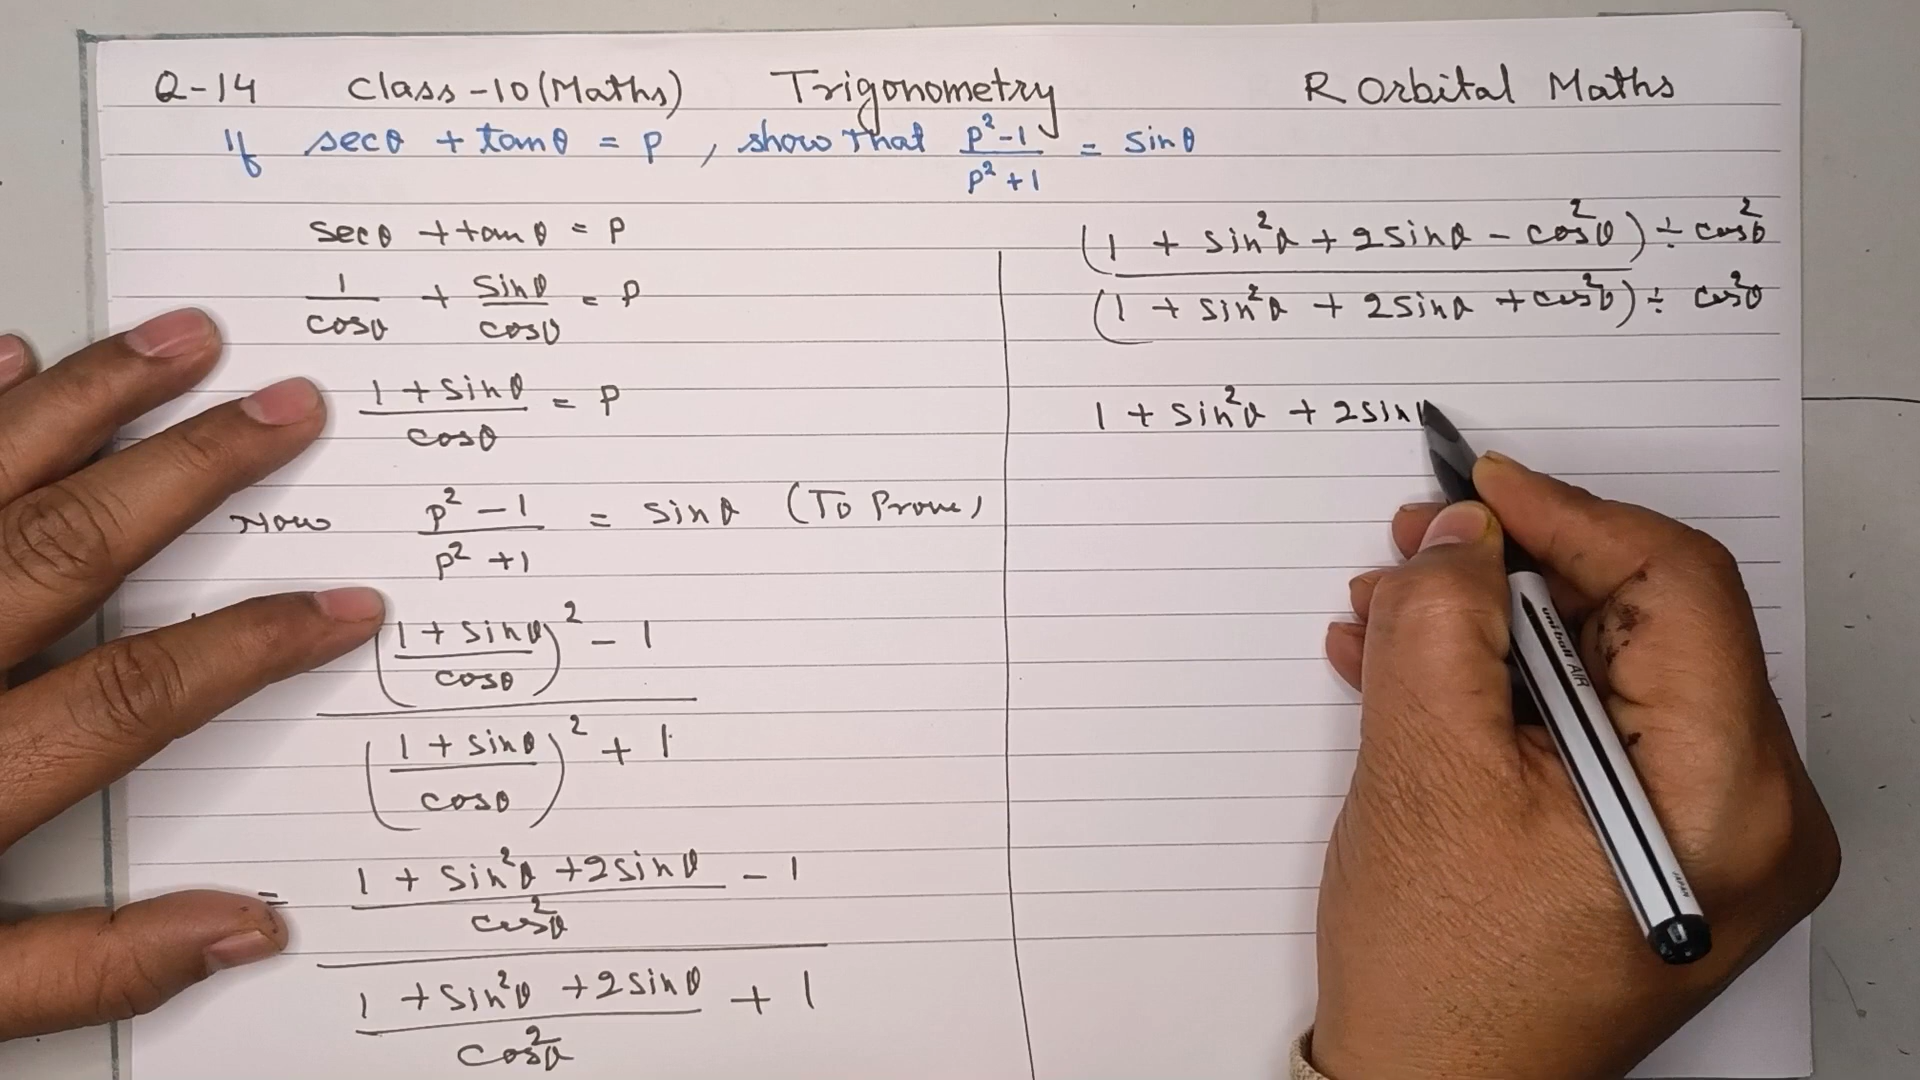 Q-14 Class-10 (Maths) Trigonometry R Orbital Maths
If secθ + tanθ = P, show that P²-1 / P²+1 = sinθ
secθ + tanθ = P
1/cosθ + sinθ/cosθ = P
1 + sinθ / cosθ = P
Now P² - 1 / P² + 1 = sinθ (To Prove)
(1 + sinθ / cosθ)² - 1
(1 + sinθ / cosθ)² + 1
= 1 + sin²θ + 2sinθ / cos²θ - 1
1 + sin²θ + 2sinθ / cos²θ + 1
(1 + sin²θ + 2sinθ - cos²θ) ÷ cos²θ
(1 + sin²θ + 2sinθ + cos²θ) ÷ cos²θ
1 + sin²θ + 2sin
uniball AIR
JAPAN